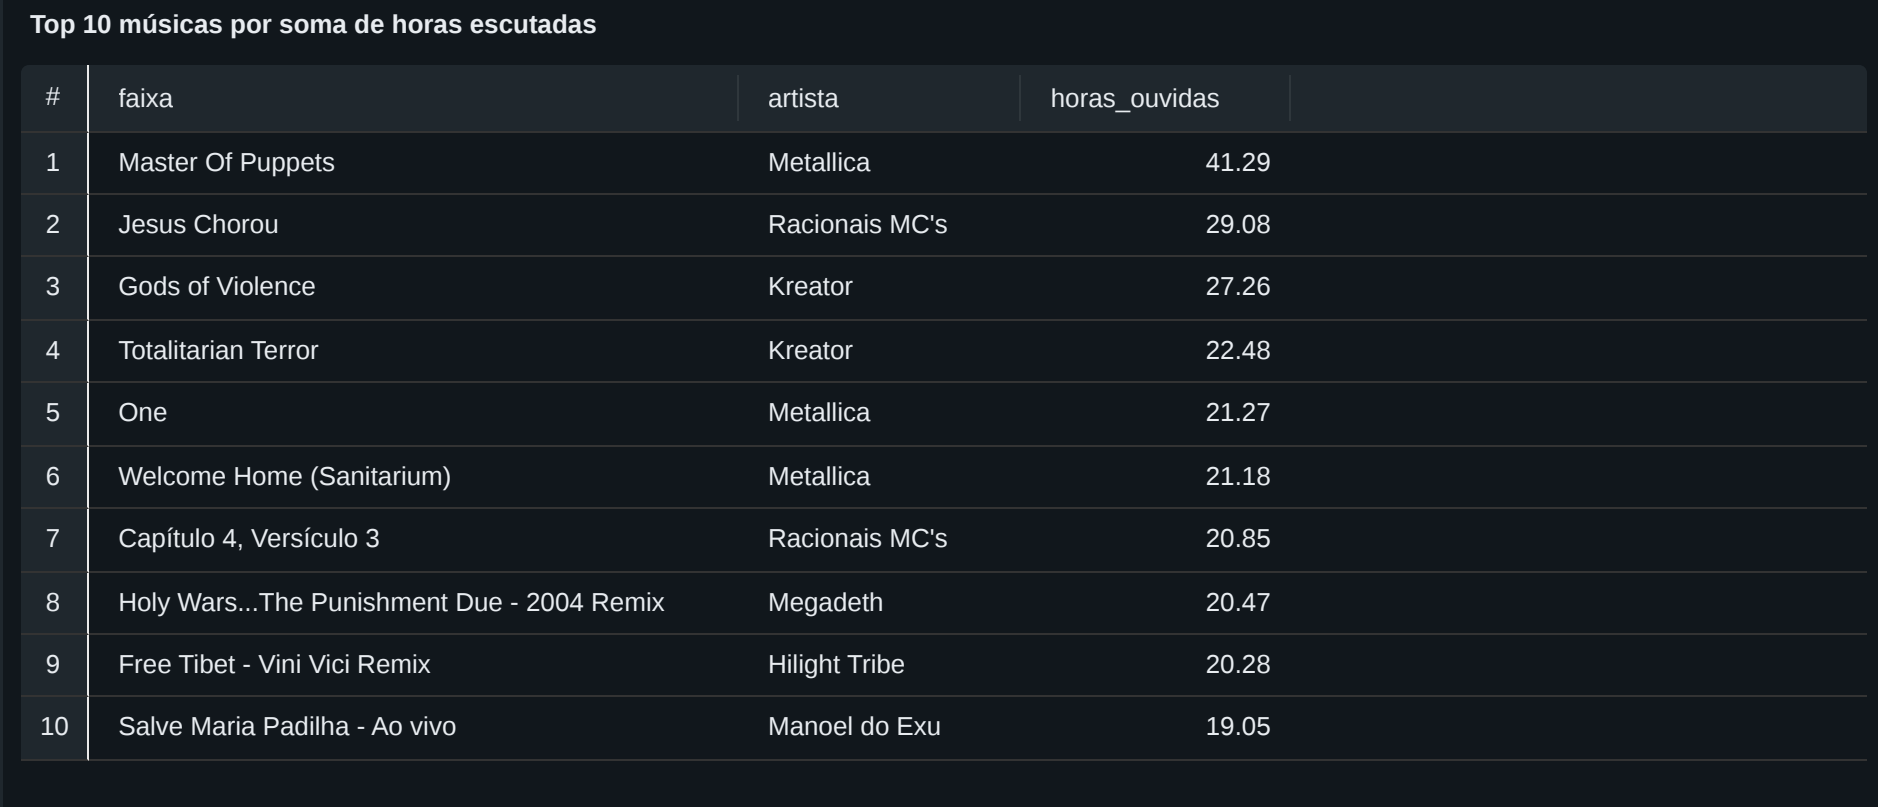 Top 10 músicas por soma de horas escutadas
# faixa artista horas_ouvidas
1 Master Of Puppets Metallica 41.29
2 Jesus Chorou Racionais MC's 29.08
3 Gods of Violence Kreator 27.26
4 Totalitarian Terror Kreator 22.48
5 One Metallica 21.27
6 Welcome Home (Sanitarium) Metallica 21.18
7 Capítulo 4, Versículo 3 Racionais MC's 20.85
8 Holy Wars...The Punishment Due - 2004 Remix Megadeth 20.47
9 Free Tibet - Vini Vici Remix Hilight Tribe 20.28
10 Salve Maria Padilha - Ao vivo Manoel do Exu 19.05